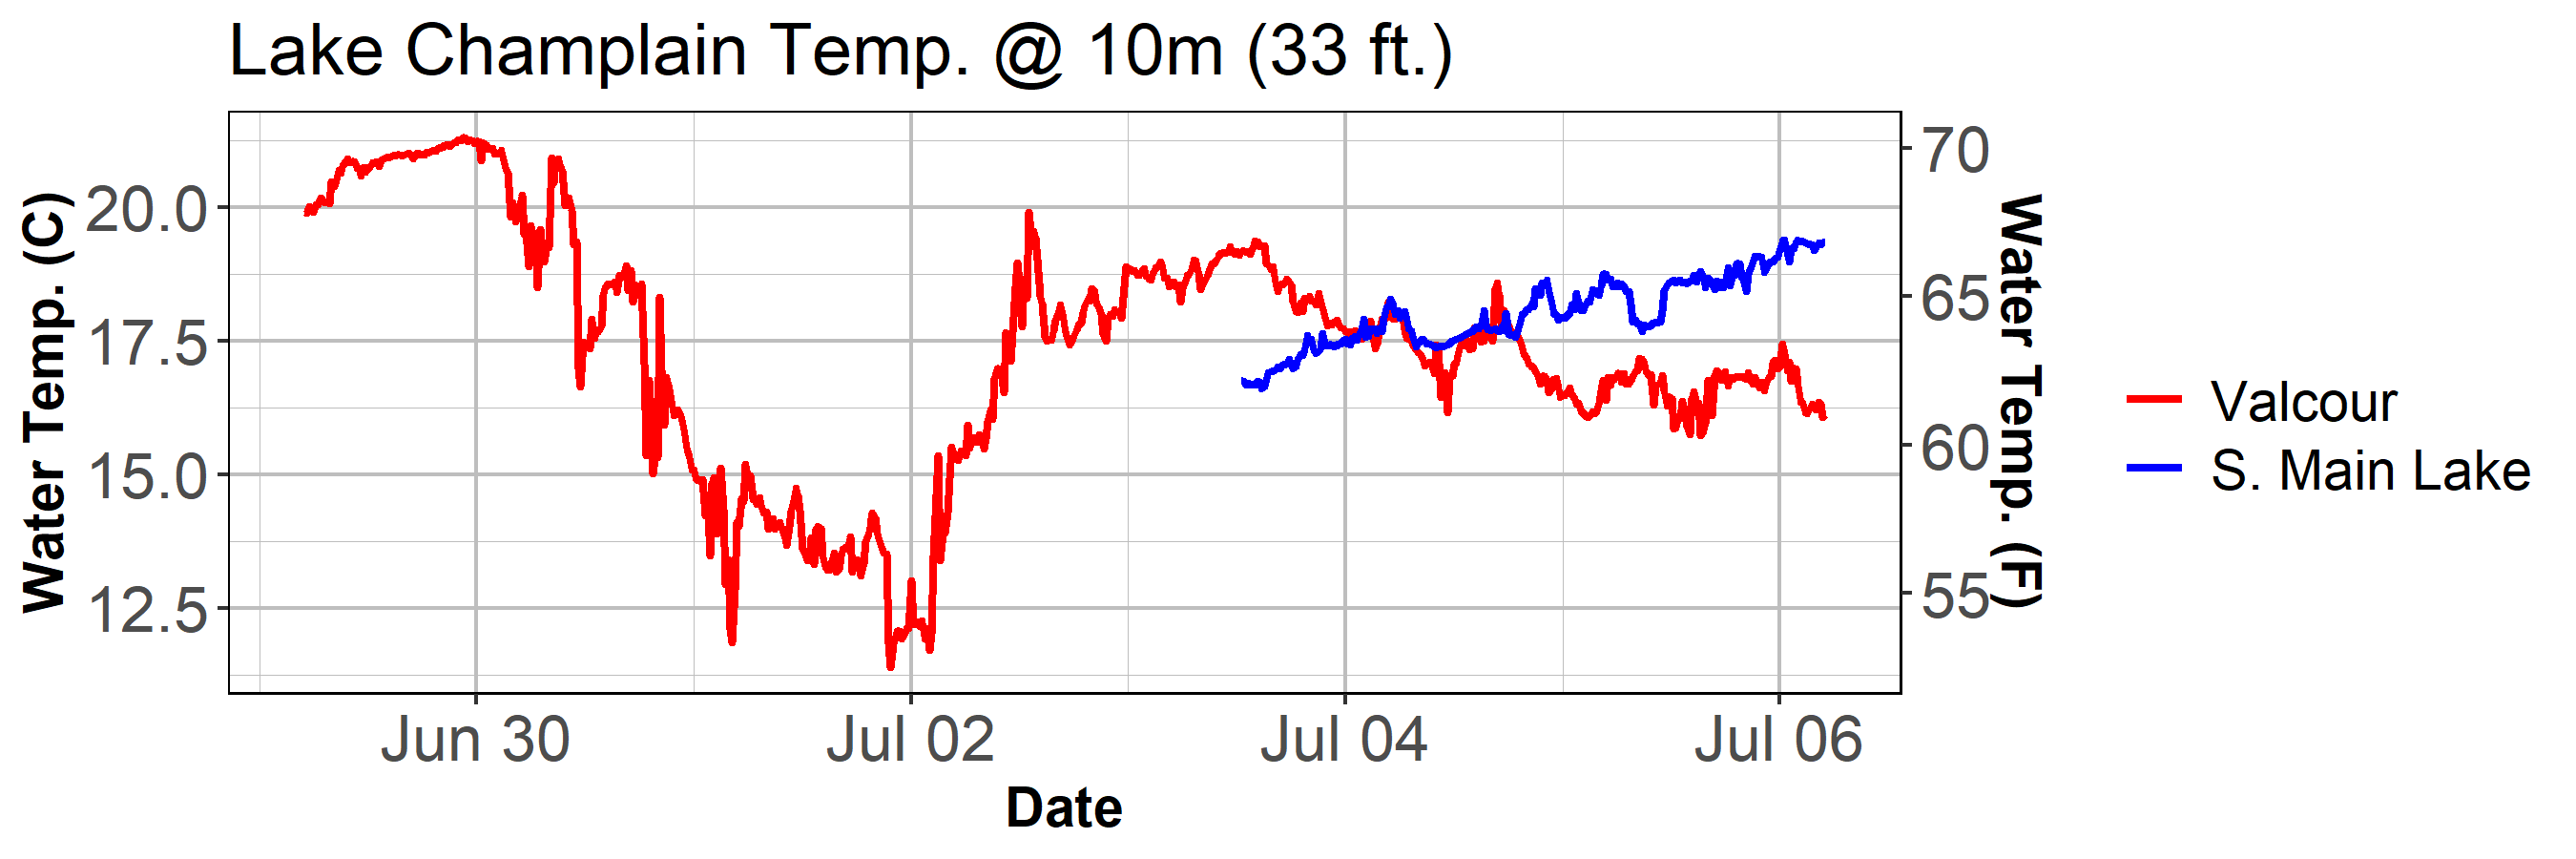 Lake Champlain Temp. @ 10m (33 ft.)
Water Temp. (C)
20.0
17.5
15.0
12.5
70
65
60
55
Water Temp. (F)
Jun 30
Jul 02
Jul 04
Jul 06
Date
Valcour
S. Main Lake